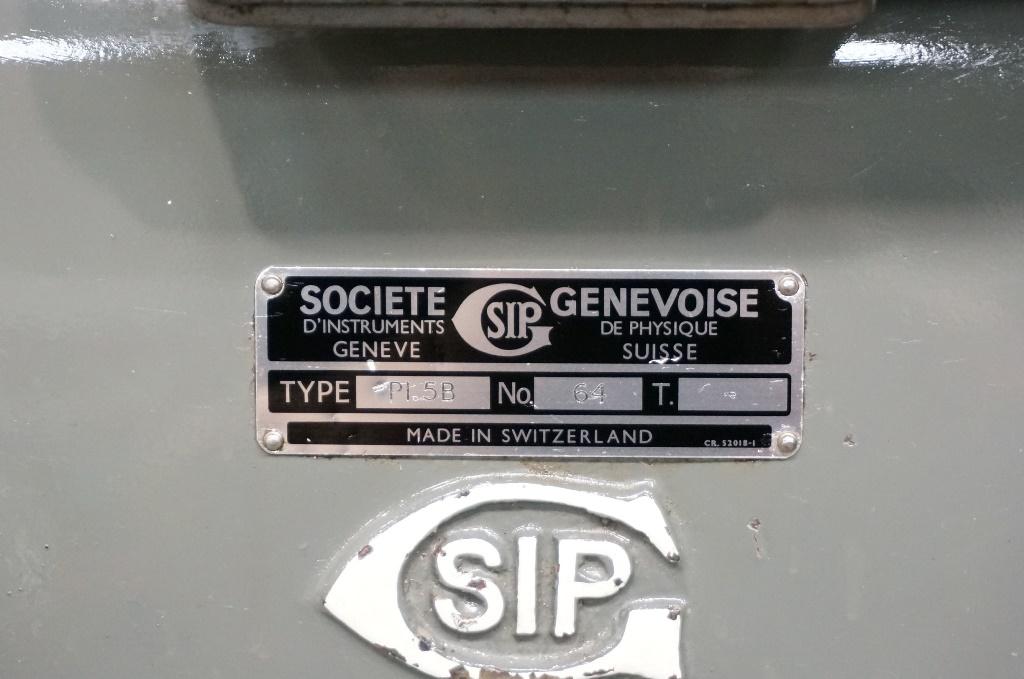 SOCIETE SIP GENEVOISE
D'INSTRUMENTS DE PHYSIQUE
GENEVE SUISSE
TYPE PI.5B No. 64 T. -
MADE IN SWITZERLAND CR. 52018-1
SIP